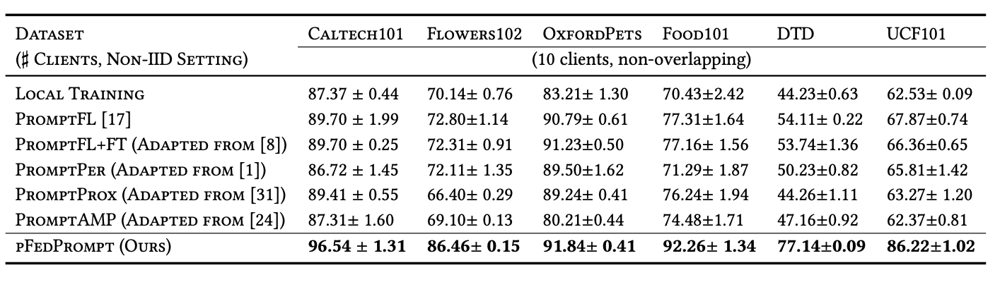 Dataset Caltech101 Flowers102 OxfordPets Food101 DTD UCF101
(♯ Clients, Non-IID Setting) (10 clients, non-overlapping)
Local Training 87.37 ± 0.44 70.14± 0.76 83.21± 1.30 70.43±2.42 44.23±0.63 62.53± 0.09
PromptFL [17] 89.70 ± 1.99 72.80±1.14 90.79± 0.61 77.31±1.64 54.11± 0.22 67.87±0.74
PromptFL+FT (Adapted from [8]) 89.70 ± 0.25 72.31± 0.91 91.23±0.50 77.16± 1.56 53.74±1.36 66.36±0.65
PromptPer (Adapted from [1]) 86.72 ± 1.45 72.11± 1.35 89.50±1.62 71.29± 1.87 50.23±0.82 65.81±1.42
PromptProx (Adapted from [31]) 89.41 ± 0.55 66.40± 0.29 89.24± 0.41 76.24± 1.94 44.26±1.11 63.27± 1.20
PromptAMP (Adapted from [24]) 87.31± 1.60 69.10± 0.13 80.21±0.44 74.48±1.71 47.16±0.92 62.37±0.81
pFedPrompt (Ours) 96.54 ± 1.31 86.46± 0.15 91.84± 0.41 92.26± 1.34 77.14±0.09 86.22±1.02